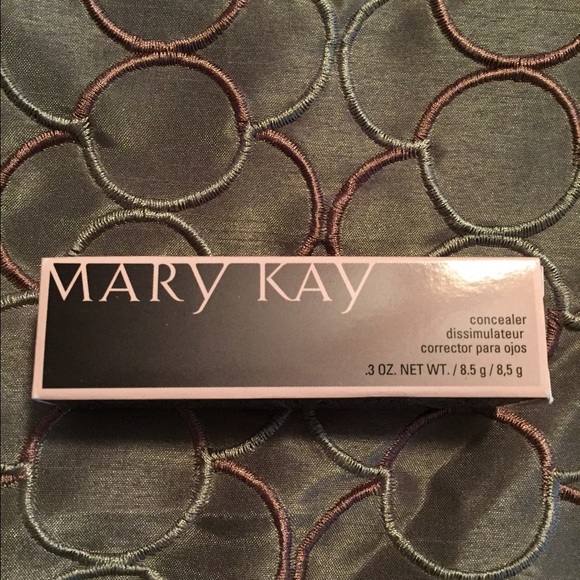 MARY KAY
concealer
dissimulateur
corrector para ojos
.3 OZ. NET WT. / 8.5 g / 8,5 g